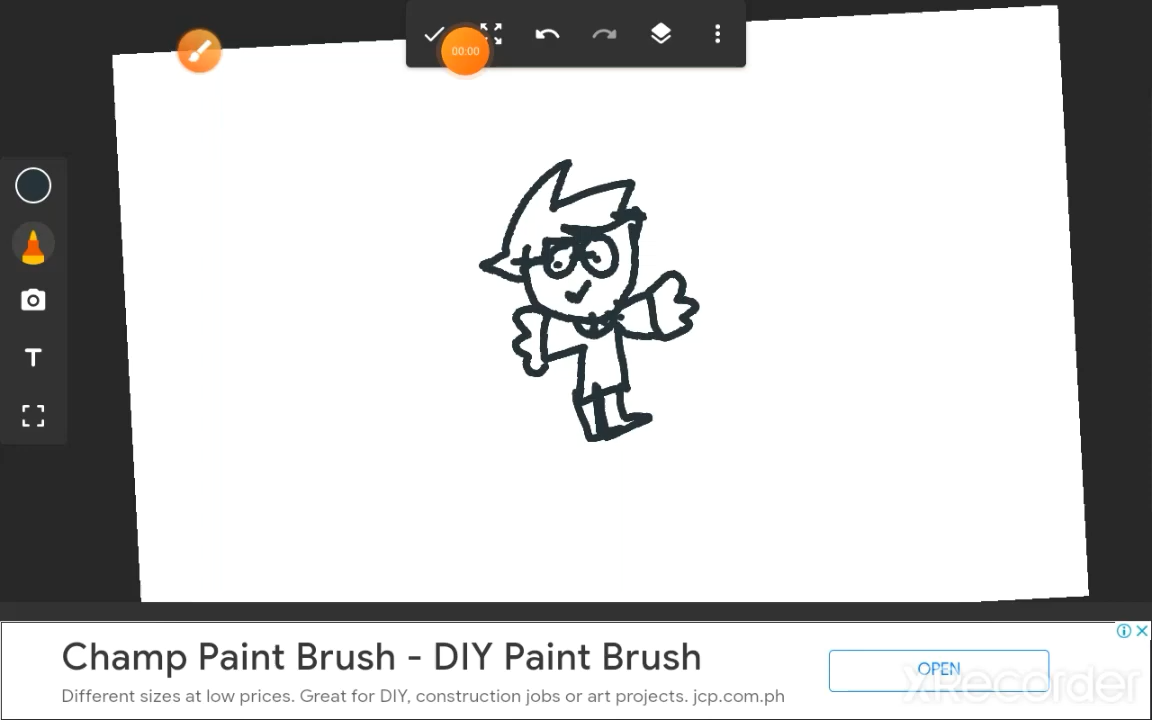 00:00
T
Champ Paint Brush - DIY Paint Brush
Different sizes at low prices. Great for DIY, construction jobs or art projects. jcp.com.ph
OPEN
XRecorder